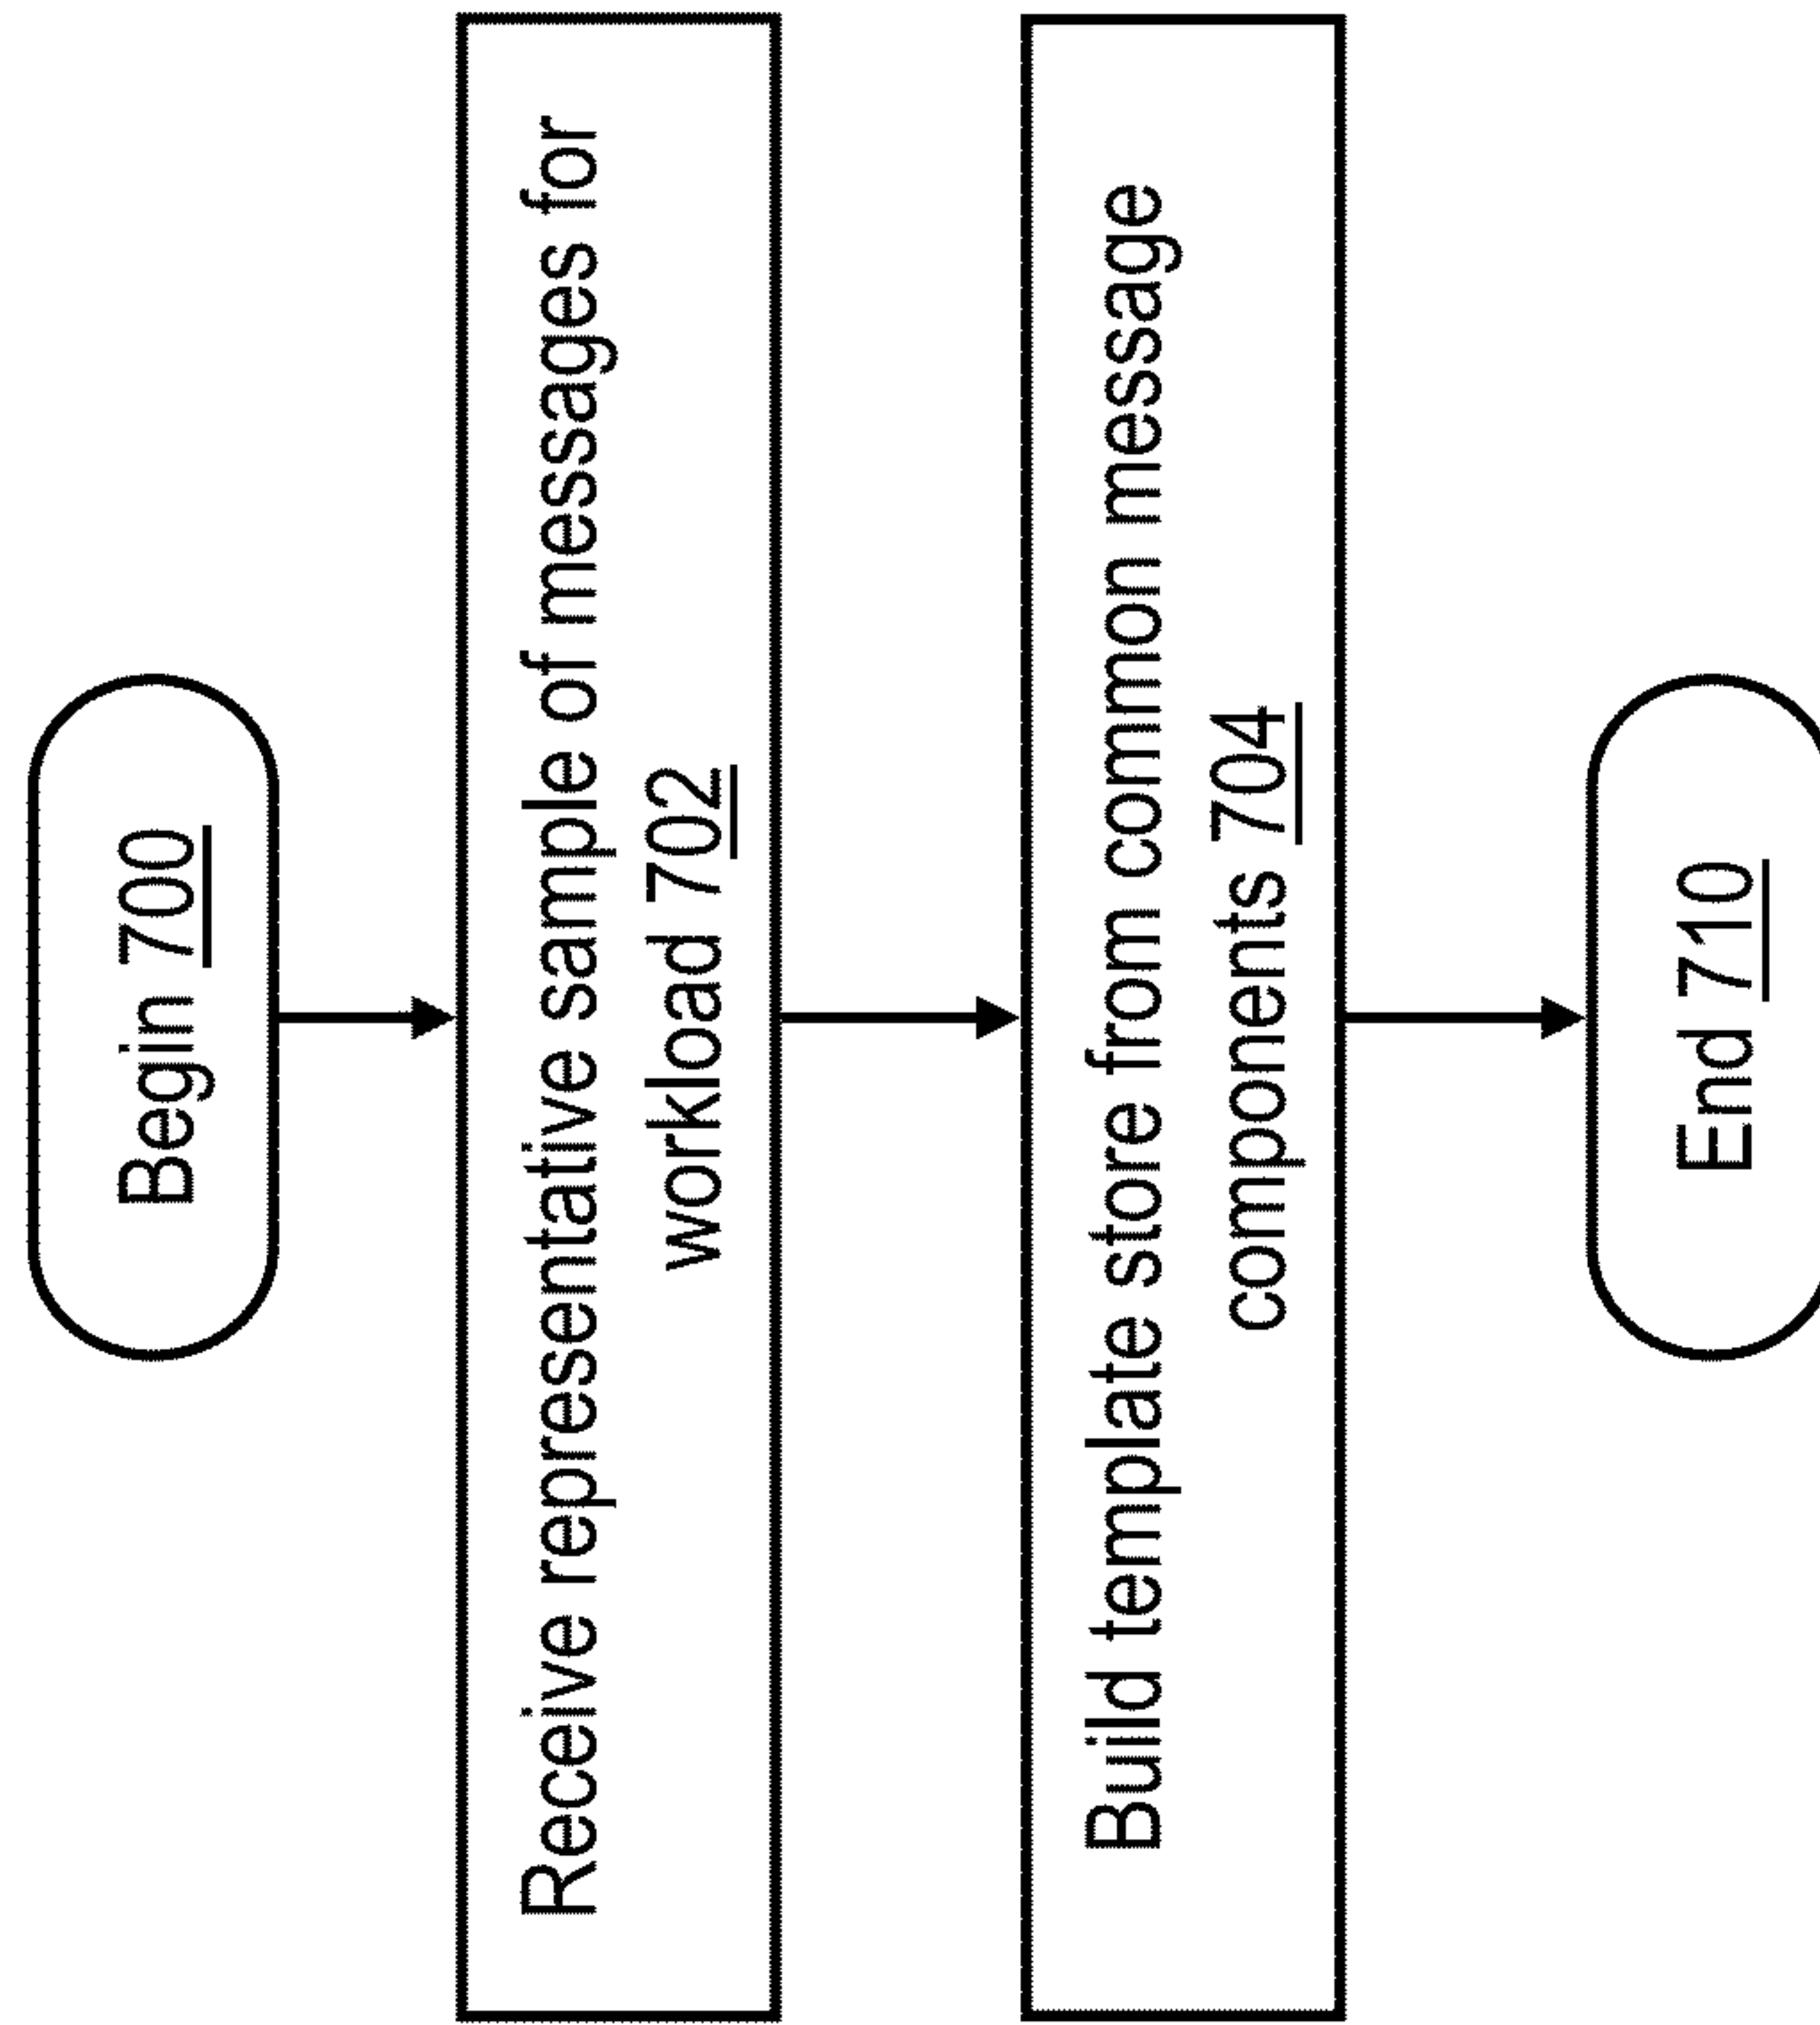 Begin 700
Receive representative sample of messages for
workload 702
Build template store from common message
components 704
End 710